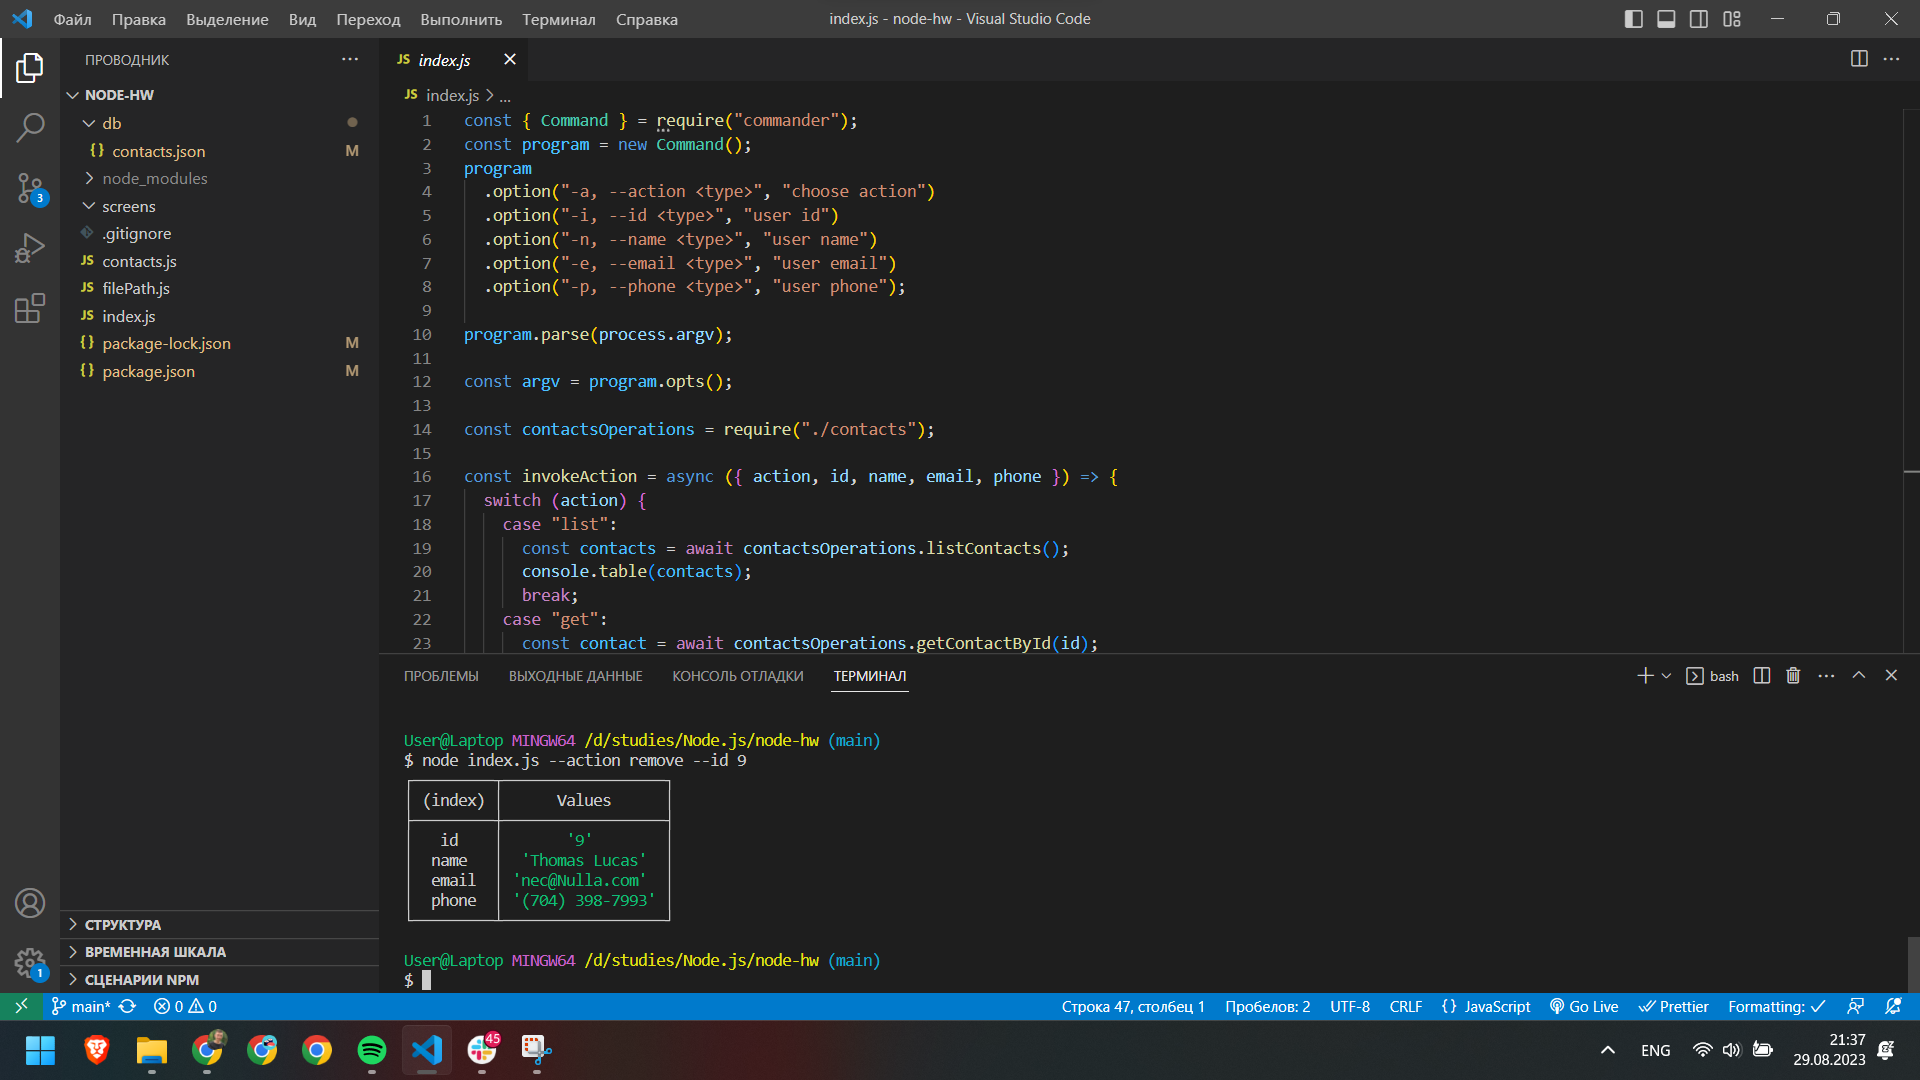 Файл Правка Выделение Вид Переход Выполнить Терминал Справка
index.js - node-hw - Visual Studio Code
ПРОВОДНИК
NODE-HW
db
contacts.json M
node_modules
screens
.gitignore
JS contacts.js
JS filePath.js
JS index.js
package-lock.json M
package.json M
3
СТРУКТУРА
ВРЕМЕННАЯ ШКАЛА
СЦЕНАРИИ NPM
1
JS index.js
JS index.js > ...
1 const { Command } = require("commander");
2 const program = new Command();
3 program
4 .option("-a, --action <type>", "choose action")
5 .option("-i, --id <type>", "user id")
6 .option("-n, --name <type>", "user name")
7 .option("-e, --email <type>", "user email")
8 .option("-p, --phone <type>", "user phone");
9
10 program.parse(process.argv);
11
12 const argv = program.opts();
13
14 const contactsOperations = require("./contacts");
15
16 const invokeAction = async ({ action, id, name, email, phone }) => {
17 switch (action) {
18 case "list":
19 const contacts = await contactsOperations.listContacts();
20 console.table(contacts);
21 break;
22 case "get":
23 const contact = await contactsOperations.getContactById(id);
ПРОБЛЕМЫ ВЫХОДНЫЕ ДАННЫЕ КОНСОЛЬ ОТЛАДКИ ТЕРМИНАЛ
bash
User@Laptop MINGW64 /d/studies/Node.js/node-hw (main)
$ node index.js --action remove --id 9
(index) Values
id '9'
name 'Thomas Lucas'
email 'nec@Nulla.com'
phone '(704) 398-7993'
User@Laptop MINGW64 /d/studies/Node.js/node-hw (main)
$
main* 0 0
Строка 47, столбец 1 Пробелов: 2 UTF-8 CRLF {} JavaScript Go Live Prettier Formatting: ✓
45
ENG
21:37
29.08.2023